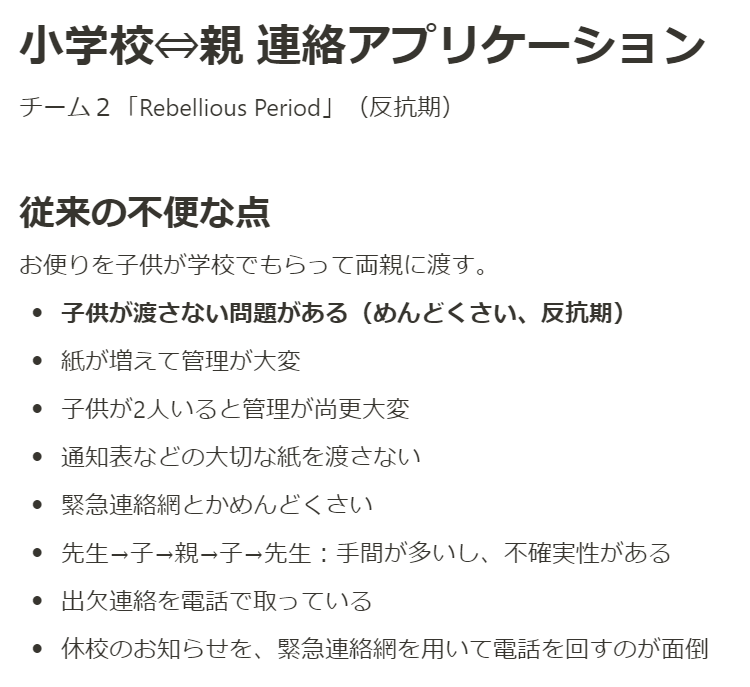 小学校⇔親 連絡アプリケーション
チーム２「Rebellious Period」（反抗期）
従来の不便な点
お便りを子供が学校でもらって両親に渡す。
• 子供が渡さない問題がある（めんどくさい、反抗期）
• 紙が増えて管理が大変
• 子供が2人いると管理が尚更大変
• 通知表などの大切な紙を渡さない
• 緊急連絡網とかめんどくさい
• 先生→子→親→子→先生：手間が多いし、不確実性がある
• 出欠連絡を電話で取っている
• 休校のお知らせを、緊急連絡網を用いて電話を回すのが面倒